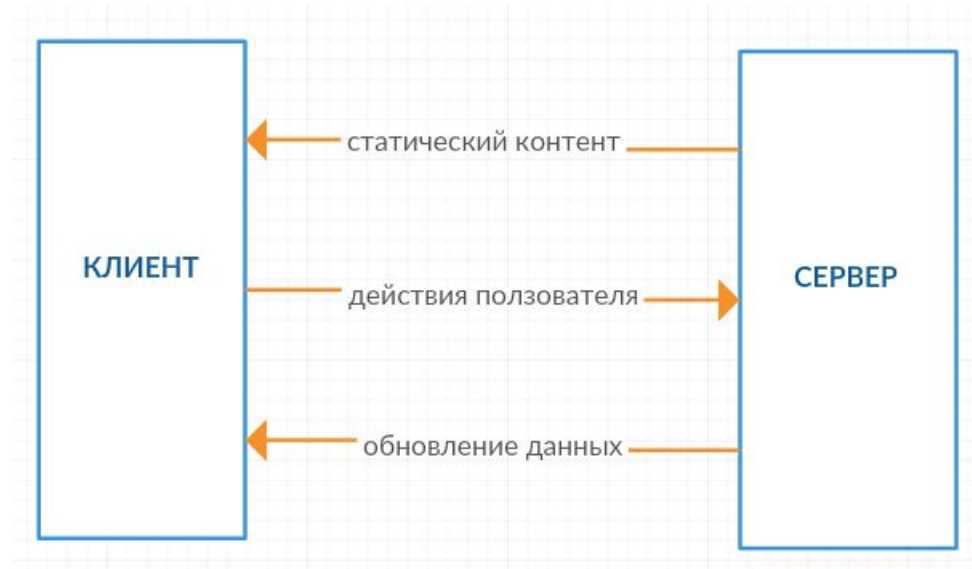 статический контент
КЛИЕНТ
СЕРВЕР
действия ползователя
обновление данных